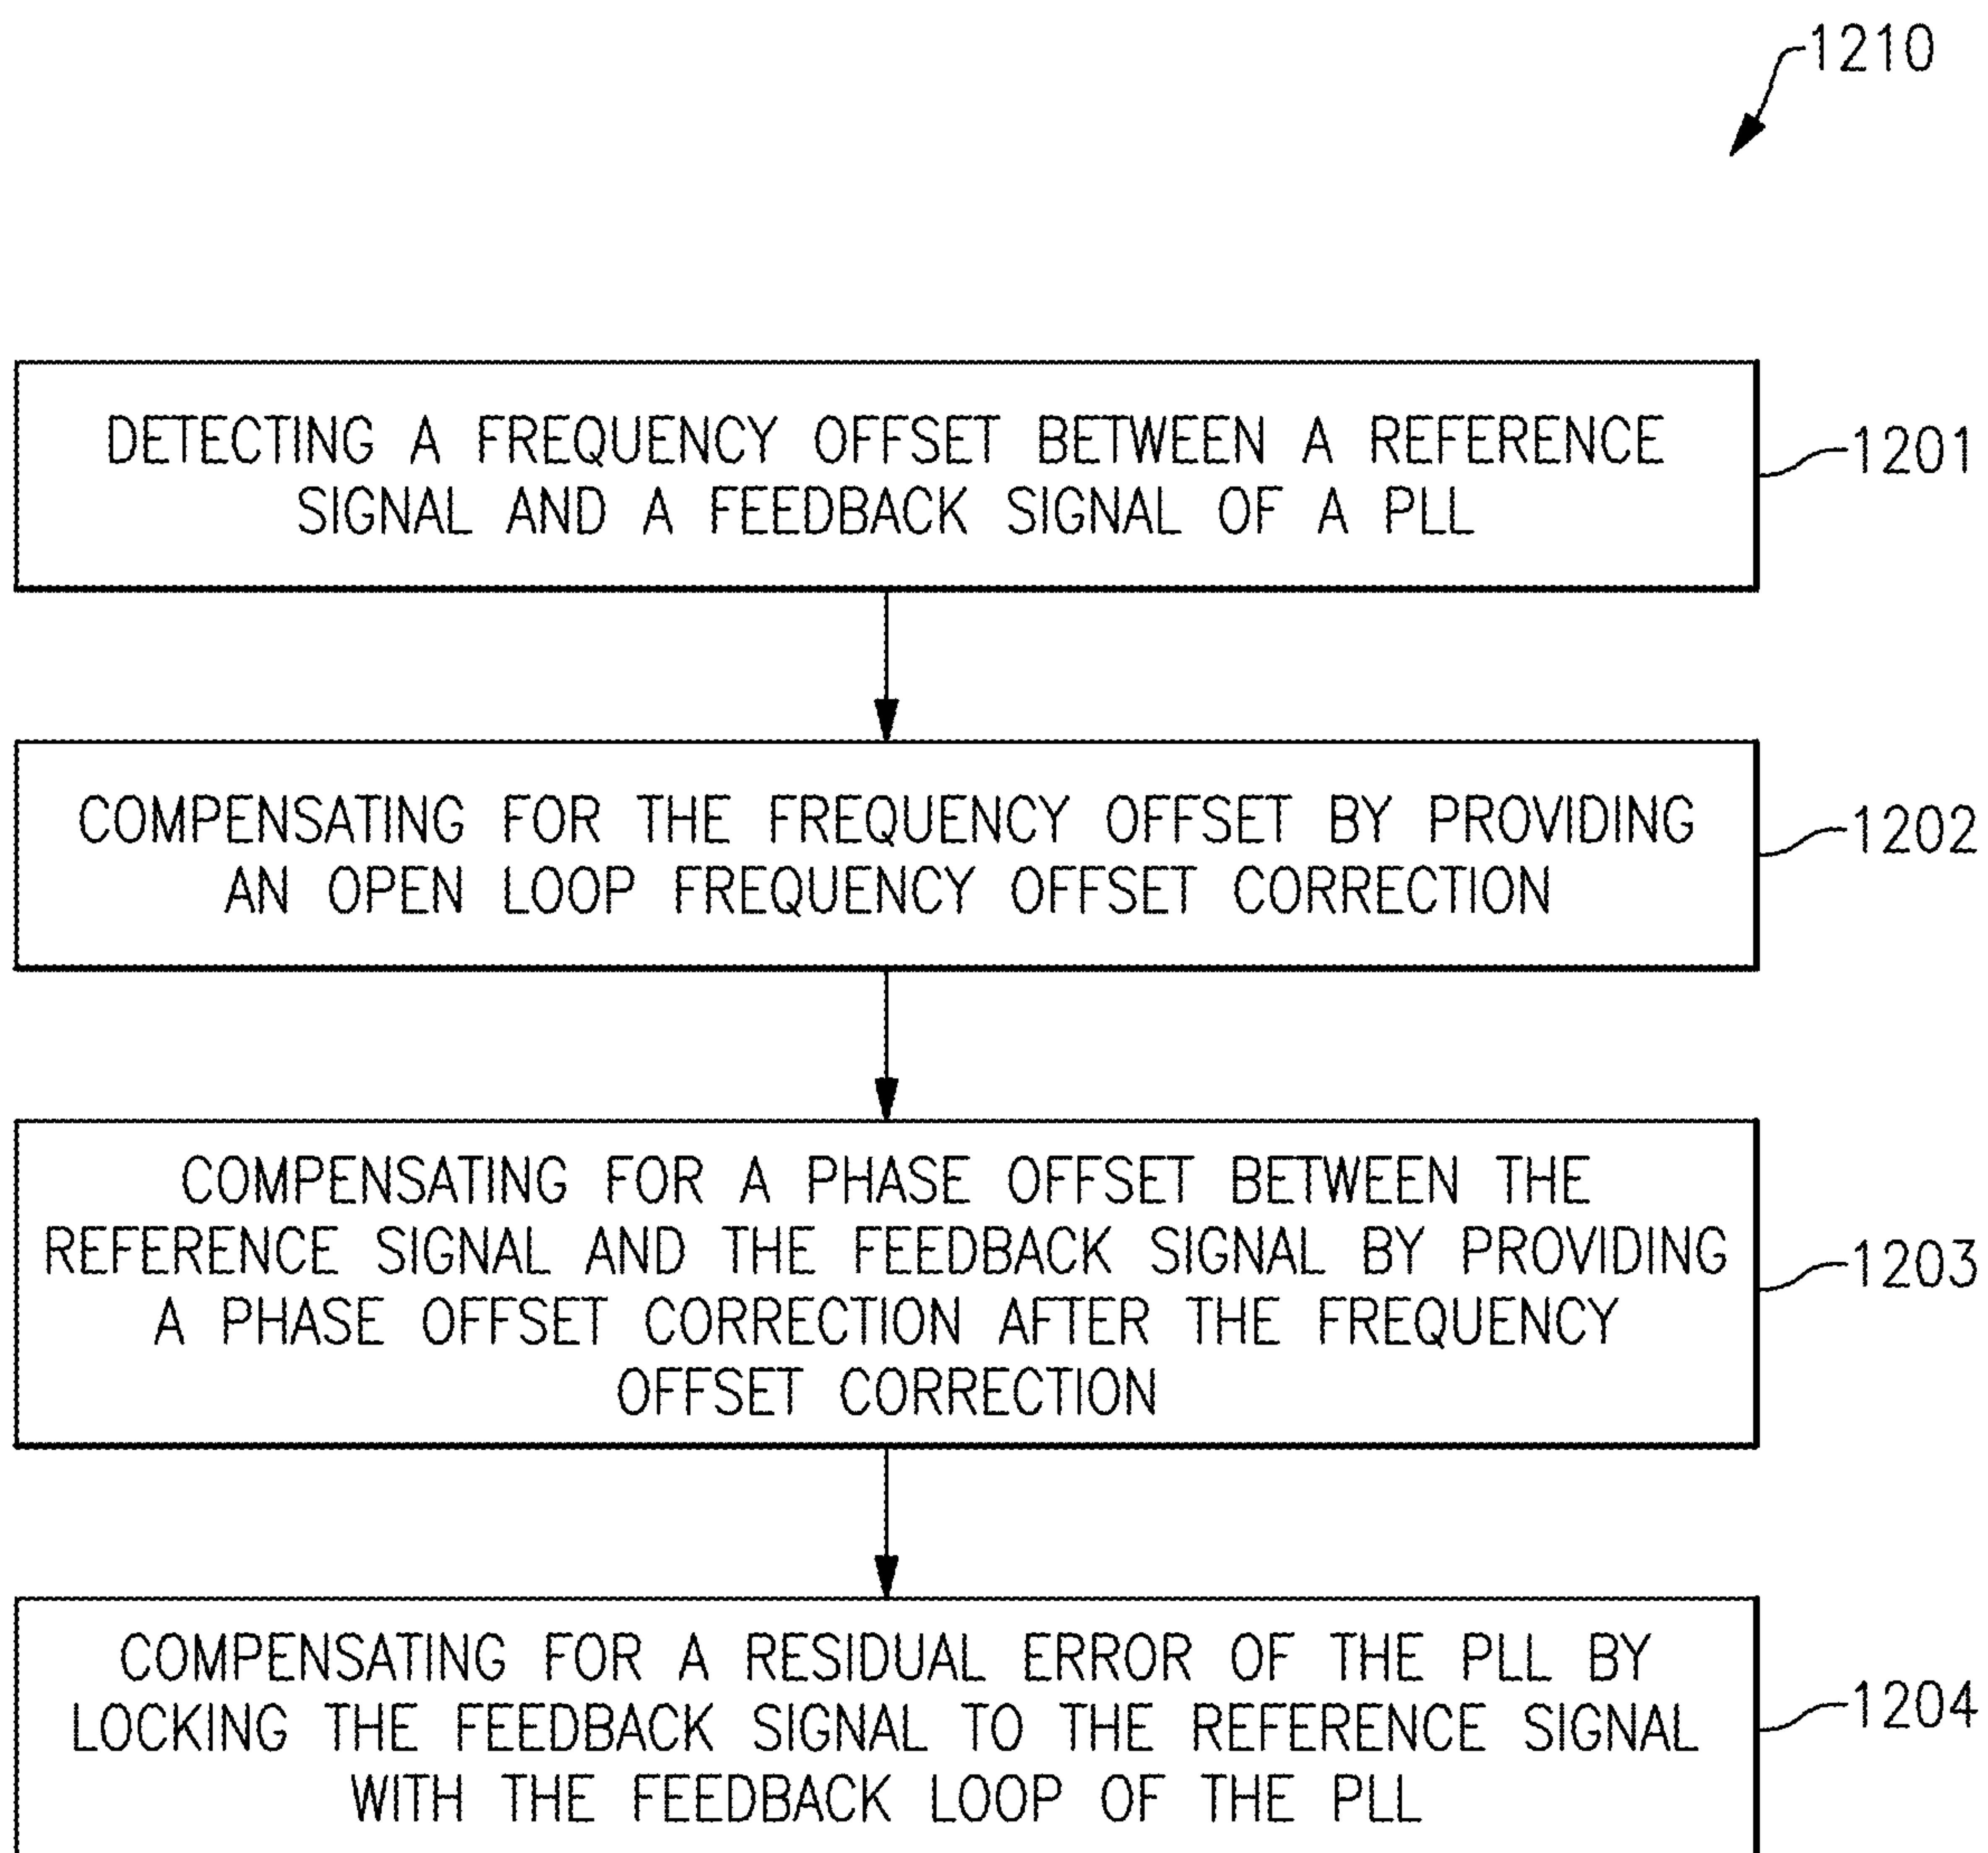 1210
DETECTING A FREQUENCY OFFSET BETWEEN A REFERENCE
SIGNAL AND A FEEDBACK SIGNAL OF A PLL
1201
COMPENSATING FOR THE FREQUENCY OFFSET BY PROVIDING
AN OPEN LOOP FREQUENCY OFFSET CORRECTION
1202
COMPENSATING FOR A PHASE OFFSET BETWEEN THE
REFERENCE SIGNAL AND THE FEEDBACK SIGNAL BY PROVIDING
A PHASE OFFSET CORRECTION AFTER THE FREQUENCY
OFFSET CORRECTION
1203
COMPENSATING FOR A RESIDUAL ERROR OF THE PLL BY
LOCKING THE FEEDBACK SIGNAL TO THE REFERENCE SIGNAL
WITH THE FEEDBACK LOOP OF THE PLL
1204